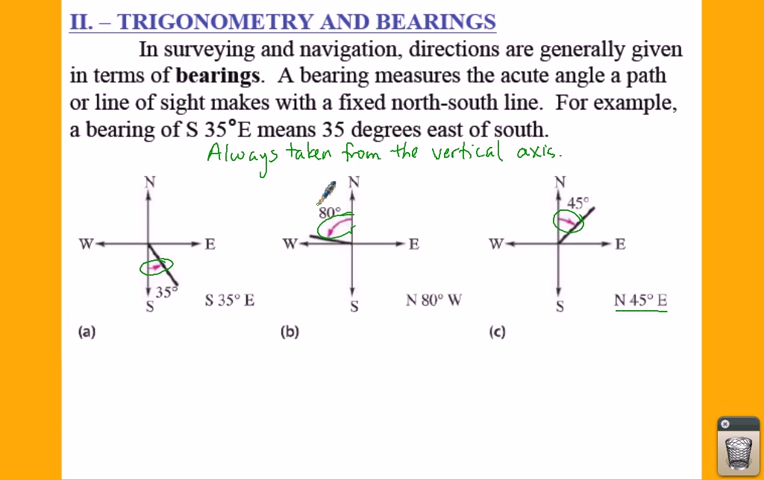 II. – TRIGONOMETRY AND BEARINGS
In surveying and navigation, directions are generally given
in terms of bearings. A bearing measures the acute angle a path
or line of sight makes with a fixed north-south line. For example,
a bearing of S 35°E means 35 degrees east of south.
Always taken from the vertical axis.
N
W
E
S
35°
S 35° E
(a)
N
80°
W
E
S
N 80° W
(b)
N
45°
W
E
S
N 45° E
(c)